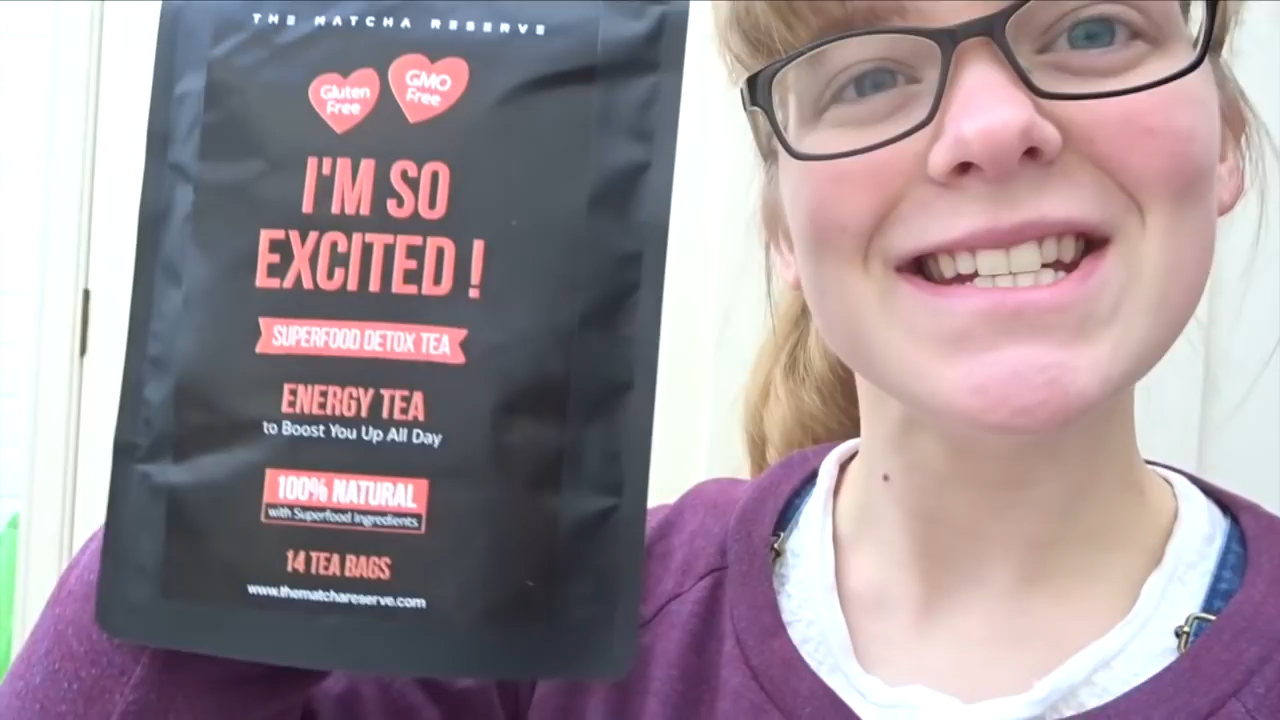 THE MATCHA RESERVE
Gluten
Free
GMO
Free
I'M SO
EXCITED !
SUPERFOOD DETOX TEA
ENERGY TEA
to Boost You Up All Day
100% NATURAL
with Superfood Ingredients
14 TEA BAGS
www.thematchareserve.com